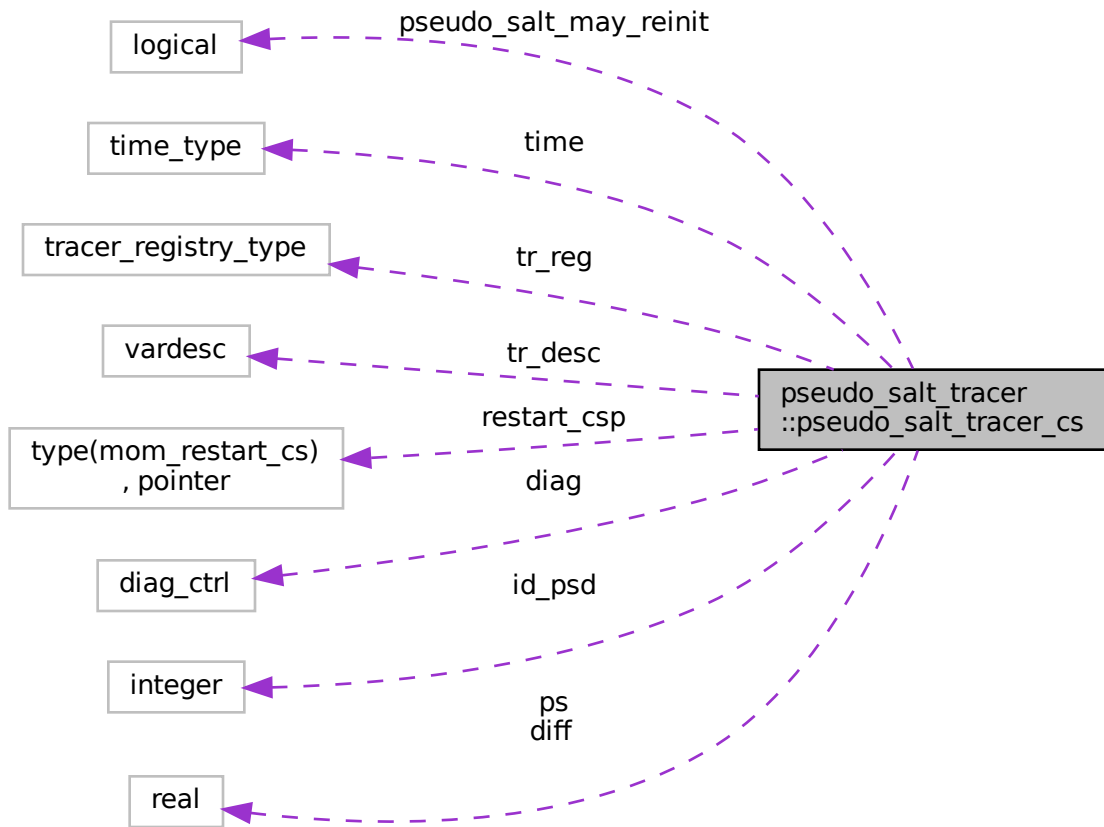 pseudo_salt_may_reinit
logical
time
time_type
tr_reg
tracer_registry_type
tr_desc
vardesc
pseudo_salt_tracer
::pseudo_salt_tracer_cs
restart_csp
type(mom_restart_cs)
, pointer
diag
diag_ctrl
id_psd
integer
ps
diff
real